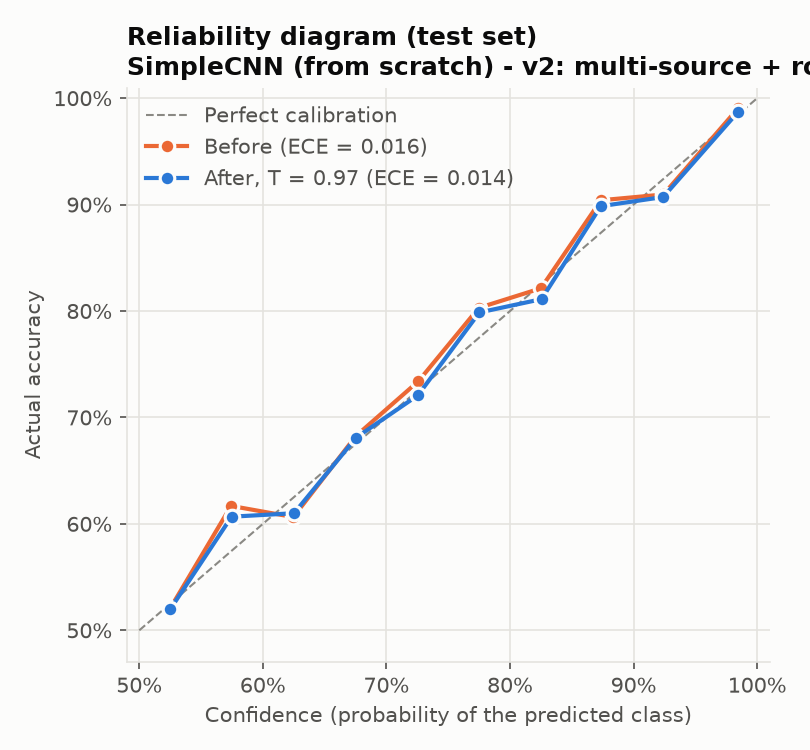 Reliability diagram (test set)
SimpleCNN (from scratch) - v2: multi-source + ro
Perfect calibration
Before (ECE = 0.016)
After, T = 0.97 (ECE = 0.014)
100%
90%
80%
70%
60%
50%
Actual accuracy
50% 60% 70% 80% 90% 100%
Confidence (probability of the predicted class)